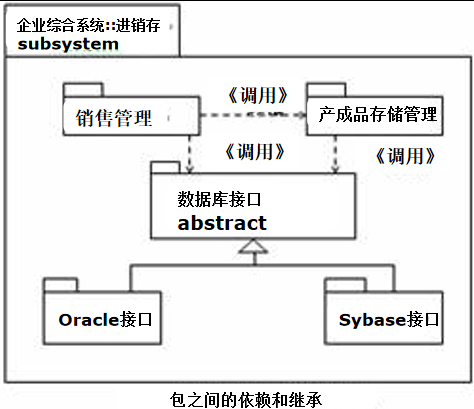 企业综合系统::进销存
subsystem
《调用》
销售管理
产成品存储管理
《调用》
《调用》
数据库接口
abstract
Oracle接口
Sybase接口
包之间的依赖和继承